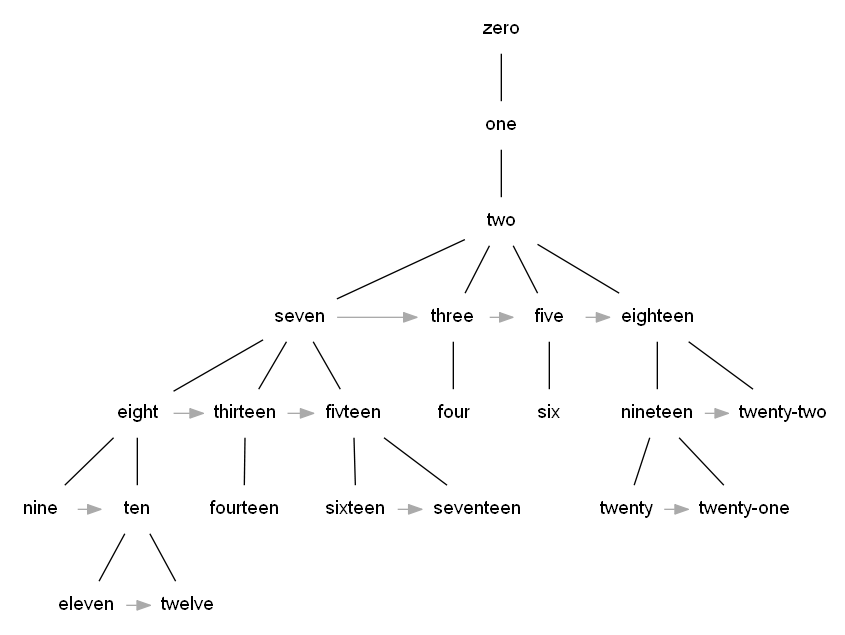 zero
one
two
seven three five eighteen
eight thirteen fivteen four six nineteen twenty-two
nine ten fourteen sixteen seventeen twenty twenty-one
eleven twelve